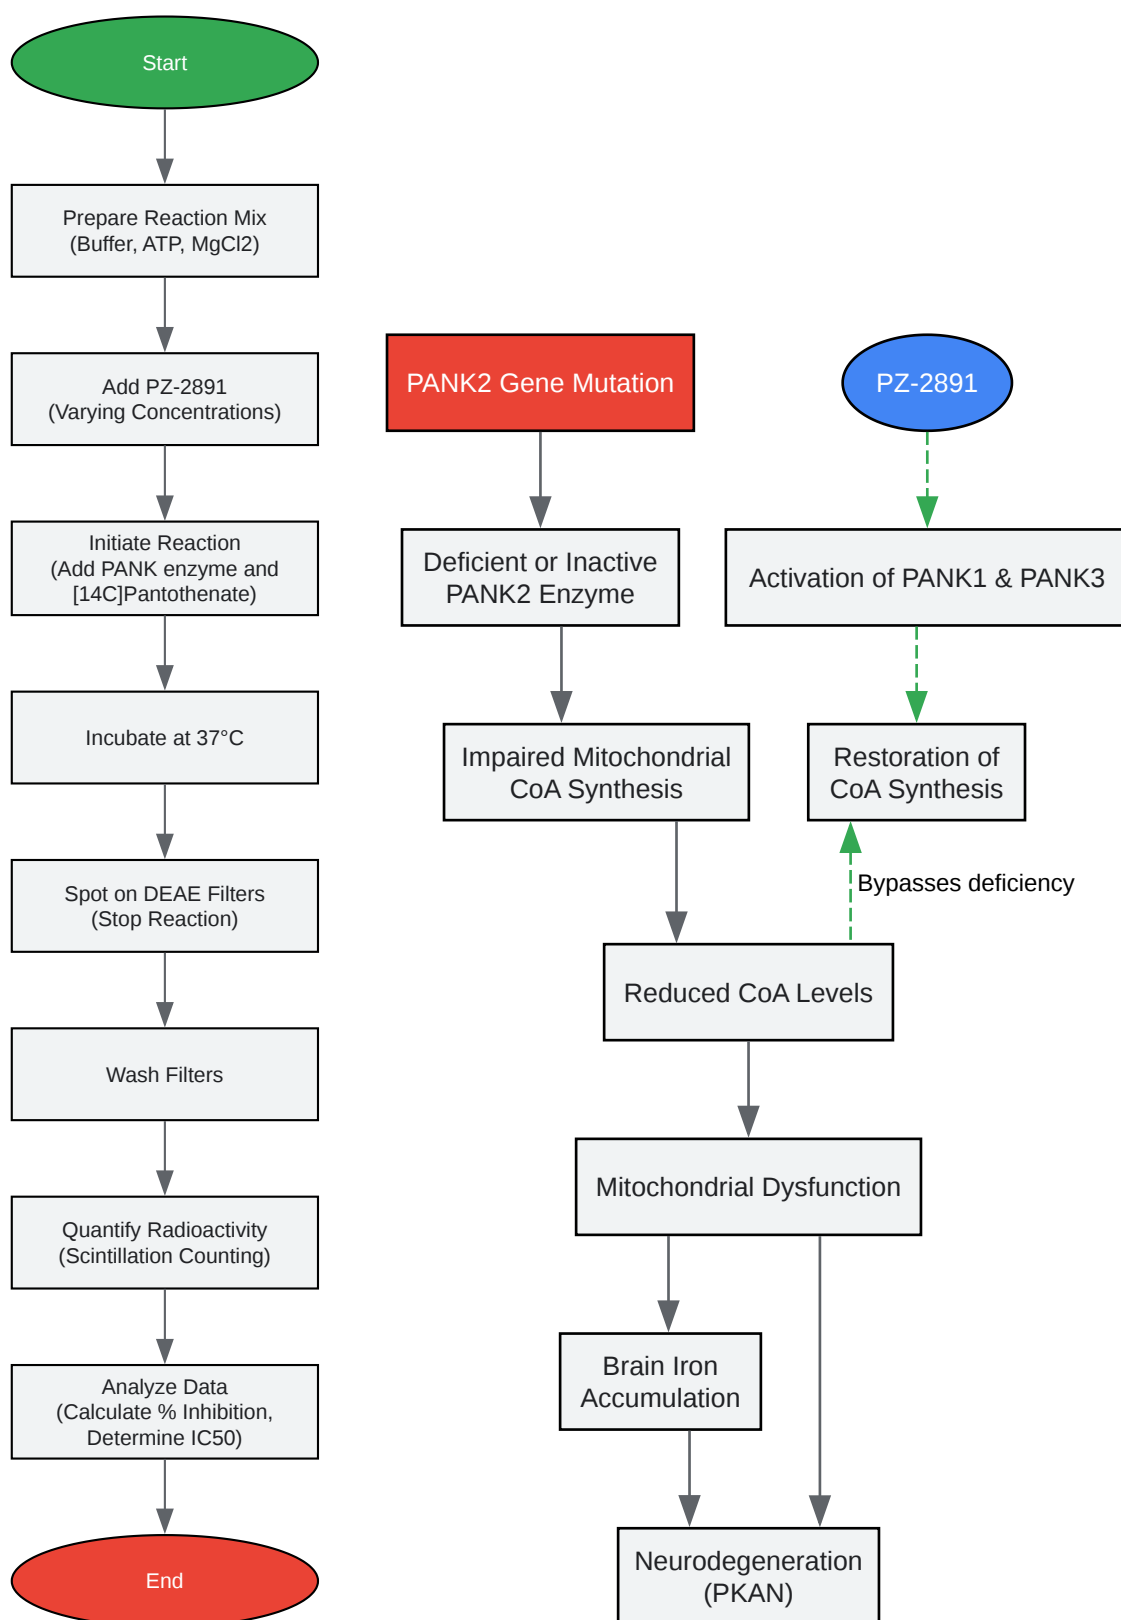 Start
Prepare Reaction Mix
(Buffer, ATP, MgCl2)
Add PZ-2891
(Varying Concentrations)
Initiate Reaction
(Add PANK enzyme and
[14C]Pantothenate)
Incubate at 37°C
Spot on DEAE Filters
(Stop Reaction)
Wash Filters
Quantify Radioactivity
(Scintillation Counting)
Analyze Data
(Calculate % Inhibition,
Determine IC50)
End
PANK2 Gene Mutation
Deficient or Inactive
PANK2 Enzyme
Impaired Mitochondrial
CoA Synthesis
PZ-2891
Activation of PANK1 & PANK3
Restoration of
CoA Synthesis
Bypasses deficiency
Reduced CoA Levels
Mitochondrial Dysfunction
Brain Iron
Accumulation
Neurodegeneration
(PKAN)